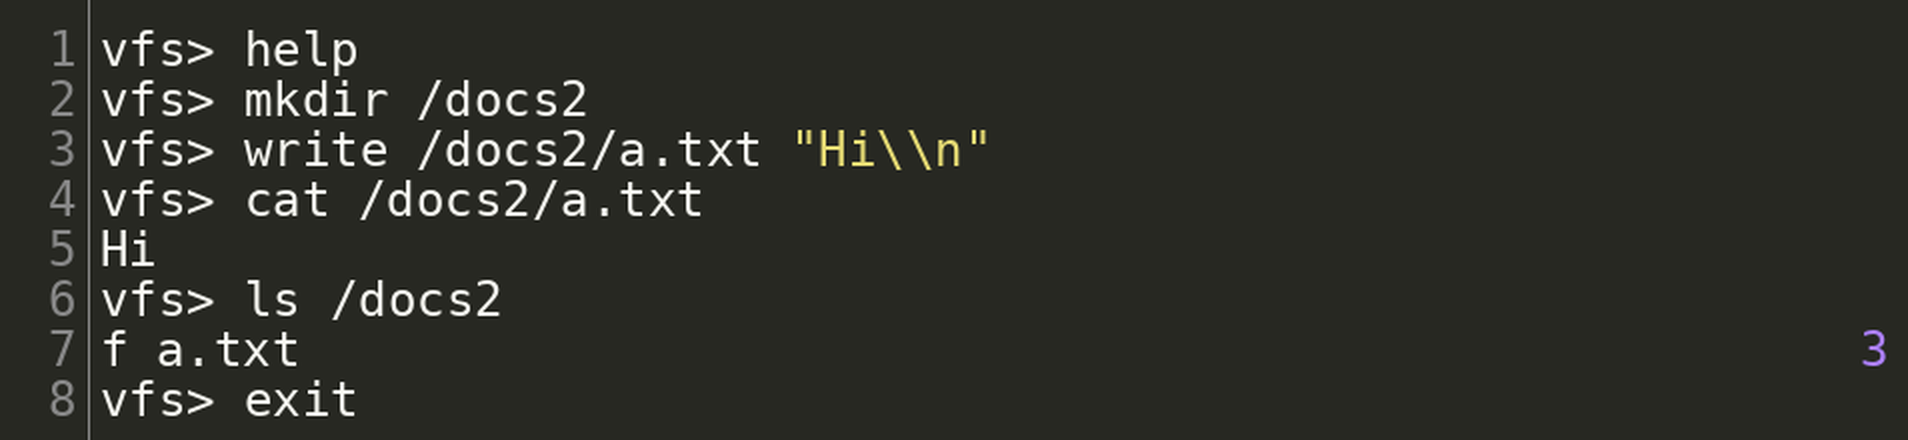 1 vfs> help
2 vfs> mkdir /docs2
3 vfs> write /docs2/a.txt "Hi\\n"
4 vfs> cat /docs2/a.txt
5 Hi
6 vfs> ls /docs2
7 f a.txt 3
8 vfs> exit